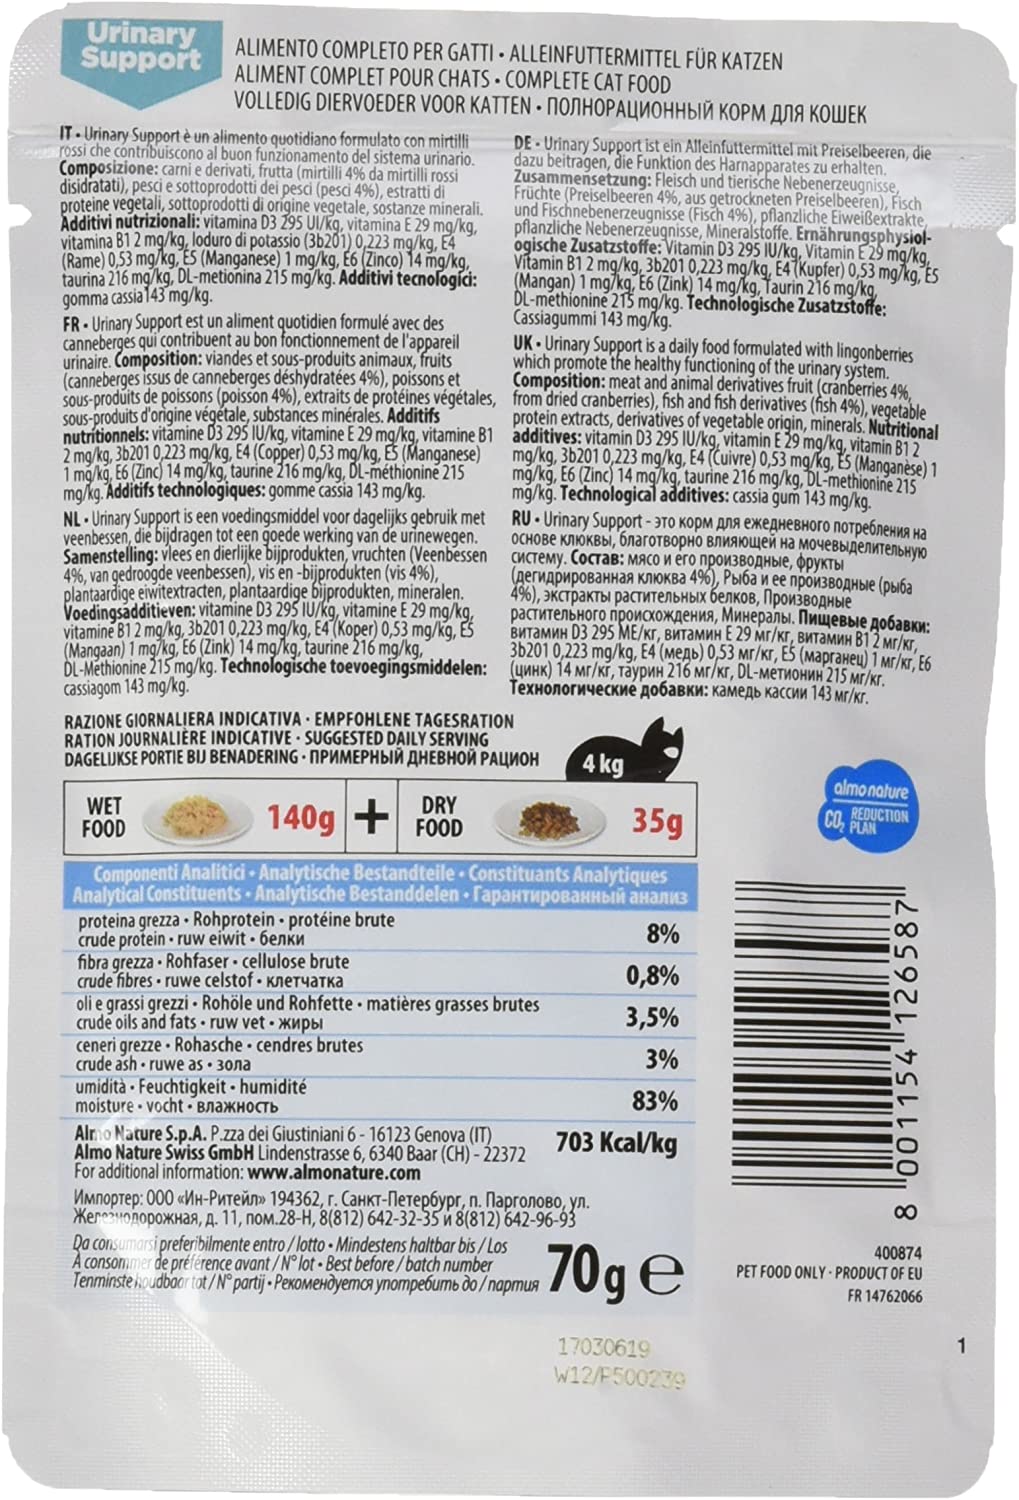 Urinary
Support
ALIMENTO COMPLETO PER GATTI • ALLEINFUTTERMITTEL FÜR KATZEN
ALIMENT COMPLET POUR CHATS • COMPLETE CAT FOOD
VOLLEDIG DIERVOEDER VOOR KATTEN • ПОЛНОРАЦИОННЫЙ КОРМ ДЛЯ КОШЕК
IT • Urinary Support è un alimento quotidiano formulato con mirtilli
rossi che contribuiscono al buon funzionamento del sistema urinario.
Composizione: carni e derivati, frutta (mirtilli 4% da mirtilli rossi
disidratati), pesci e sottoprodotti dei pesci (pesci 4%), estratti di
proteine vegetali, sottoprodotti di origine vegetale, sostanze minerali.
Additivi nutrizionali: vitamina D3 295 UI/kg, vitamina E 29 mg/kg,
vitamina B1 2 mg/kg, Ioduro di potassio (3b201) 0,223 mg/kg, E4
(Rame) 0,53 mg/kg, E5 (Manganese) 1 mg/kg, E6 (Zinco) 14 mg/kg,
taurina 216 mg/kg, DL-metionina 215 mg/kg. Additivi tecnologici:
gomma cassia 143 mg/kg.
FR • Urinary Support est un aliment quotidien formulé avec des
canneberges qui contribuent au bon fonctionnement de l'appareil
urinaire. Composition: viandes et sous-produits animaux, fruits
(canneberges issus de canneberges déshydratées 4%), poissons et
sous-produits de poissons (poisson 4%), extraits de protéines végétales,
sous-produits d'origine végétale, substances minérales. Additifs
nutritionnels: vitamine D3 295 IU/kg, vitamine E 29 mg/kg, vitamine B1
2 mg/kg, 3b201 0,223 mg/kg, E4 (Copper) 0,53 mg/kg, E5 (Manganese)
1 mg/kg, E6 (Zinc) 14 mg/kg, taurine 216 mg/kg, DL-méthionine 215
mg/kg. Additifs technologiques: gomme cassia 143 mg/kg.
NL • Urinary Support is een voedingsmiddel voor dagelijks gebruik met
veenbessen, die bijdragen tot een goede werking van de urinewegen.
Samenstelling: vlees en dierlijke bijprodukten, vruchten (Veenbessen
4%, van gedroogde veenbessen), vis en -bijprodukten (vis 4%),
plantaardige eiwitextracten, plantaardige bijprodukten, mineralen.
Voedingsadditieven: vitamine D3 295 IU/kg, vitamine E 29 mg/kg,
vitamine B1 2 mg/kg, 3b201 0,223 mg/kg, E4 (Koper) 0,53 mg/kg, E5
(Mangaan) 1 mg/kg, E6 (Zink) 14 mg/kg, taurine 216 mg/kg,
DL-Methionine 215 mg/kg. Technologische toevoegingsmiddelen:
cassiagom 143 mg/kg.
DE • Urinary Support ist ein Alleinfuttermittel mit Preiselbeeren, die
dazu beitragen, die Funktion des Harnapparates zu erhalten.
Zusammensetzung: Fleisch und tierische Nebenerzeugnisse,
Früchte (Preiselbeeren 4%, aus getrockneten Preiselbeeren), Fisch
und Fischnebenerzeugnisse (Fisch 4%), pflanzliche Eiweißextrakte,
pflanzliche Nebenerzeugnisse, Mineralstoffe. Ernährungsphysiol-
ogische Zusatzstoffe: Vitamin D3 295 IU/kg, Vitamin E 29 mg/kg,
Vitamin B1 2 mg/kg, 3b201 0,223 mg/kg, E4 (Kupfer) 0,53 mg/kg, E5
(Mangan) 1 mg/kg, E6 (Zink) 14 mg/kg, Taurin 216 mg/kg,
DL-methionine 215 mg/kg. Technologische Zusatzstoffe:
Cassiagummi 143 mg/kg.
UK • Urinary Support is a daily food formulated with lingonberries
which promote the healthy functioning of the urinary system.
Composition: meat and animal derivatives fruit (cranberries 4%,
from dried cranberries), fish and fish derivatives (fish 4%), vegetable
protein extracts, derivatives of vegetable origin, minerals. Nutritional
additives: vitamin D3 295 IU/kg, vitamin E 29 mg/kg, vitamin B1 2
mg/kg, 3b201 0,223 mg/kg, E4 (Cuivre) 0,53 mg/kg, E5 (Manganèse) 1
mg/kg, E6 (Zinc) 14 mg/kg, taurine 216 mg/kg, DL-methionine 215
mg/kg. Technological additives: cassia gum 143 mg/kg.
RU • Urinary Support - это корм для ежедневного потребления на
основе клюквы, благотворно влияющей на мочевыделительную
систему. Состав: мясо и его производные, фрукты
(дегидрированная клюква 4%), Рыба и ее производные (рыба
4%), экстракты растительных белков, Производные
растительного происхождения, Минералы. Пищевые добавки:
витамин D3 295 МЕ/кг, витамин E 29 мг/кг, витамин B1 2 мг/кг,
3b201 0,223 mg/kg, E4 (медь) 0,53 мг/кг, E5 (марганец) 1 мг/кг, E6
(цинк) 14 мг/кг, таурин 216 мг/кг, DL-метионин 215 мг/кг.
Технологические добавки: камедь кассии 143 мг/кг.
RAZIONE GIORNALIERA INDICATIVA • EMPFOHLENE TAGESRATION
RATION JOURNALIÈRE INDICATIVE • SUGGESTED DAILY SERVING
DAGELIJKSE PORTIE BIJ BENADERING • ПРИМЕРНЫЙ ДНЕВНОЙ РАЦИОН
4 kg
WET
FOOD
140g
+
DRY
FOOD
35g
almo nature
CO2 REDUCTION
PLAN
Componenti Analitici • Analytische Bestandteile • Constituants Analytiques
Analytical Constituents • Analytische Bestanddelen • Гарантированный анализ
proteina grezza • Rohprotein • protéine brute
crude protein • ruw eiwit • белки
8%
fibra grezza • Rohfaser • cellulose brute
crude fibres • ruwe celstof • клетчатка
0,8%
oli e grassi grezzi • Rohöle und Rohfette • matières grasses brutes
crude oils and fats • ruw vet • жиры
3,5%
ceneri grezze • Rohasche • cendres brutes
crude ash • ruwe as • зола
3%
umidità • Feuchtigkeit • humidité
moisture • vocht • влажность
83%
Almo Nature S.p.A. P.zza dei Giustiniani 6 - 16123 Genova (IT)
Almo Nature Swiss GmbH Lindenstrasse 6, 6340 Baar (CH) - 22372
For additional information: www.almonature.com
703 Kcal/kg
Импортер: ООО «Ин-Ритейл» 194362, г. Санкт-Петербург, п. Парголово, ул.
Железнодорожная, д. 11, пом.28-Н, 8(812) 642-32-35 и 8(812) 642-96-93
Da consumarsi preferibilmente entro / lotto • Mindestens haltbar bis / Los
À consommer de préférence avant / N° lot • Best before / batch number
Tenminste houdbaar tot / N° partij • Рекомендуется употребить до / партия
70g e
8 001154 126587
400874
PET FOOD ONLY · PRODUCT OF EU
FR 14762066
17030619
W12/F500239
1